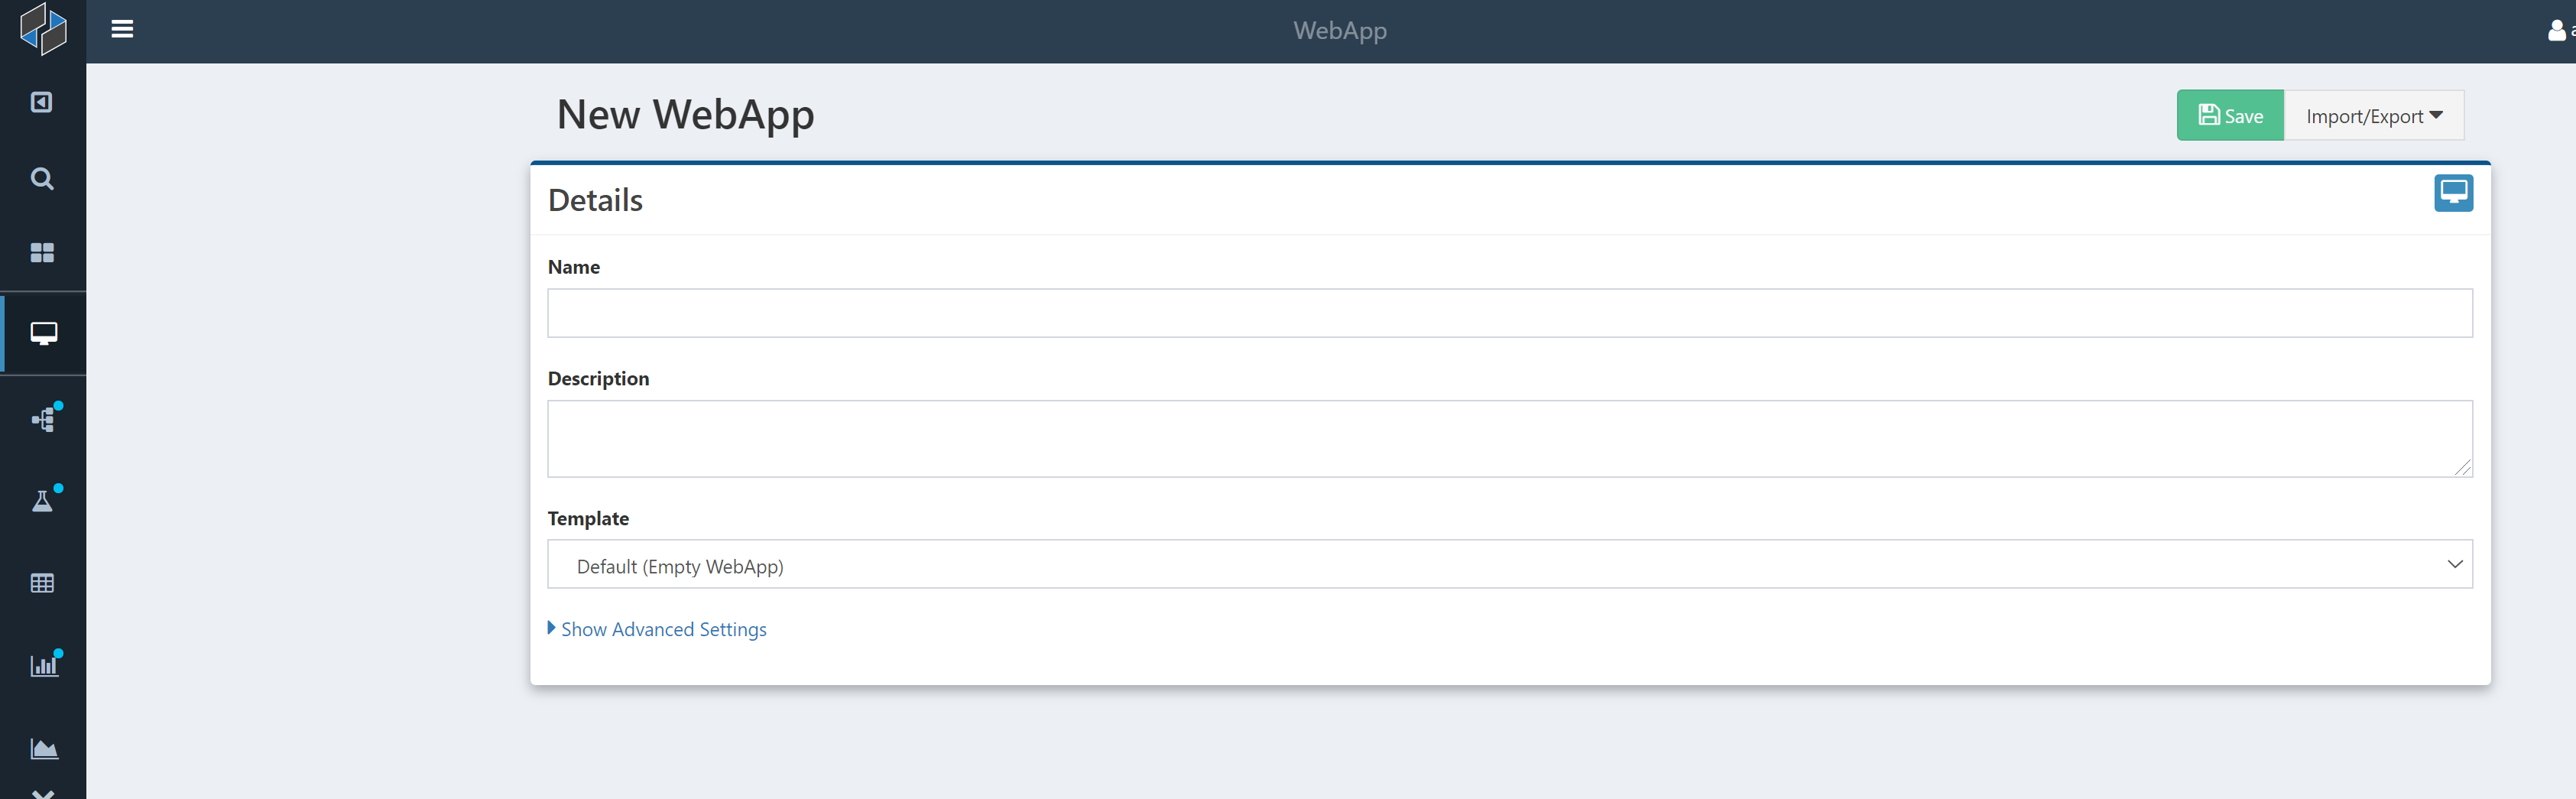 WebApp
New WebApp
Save
Import/Export
Details
Name
Description
Template
Default (Empty WebApp)
Show Advanced Settings